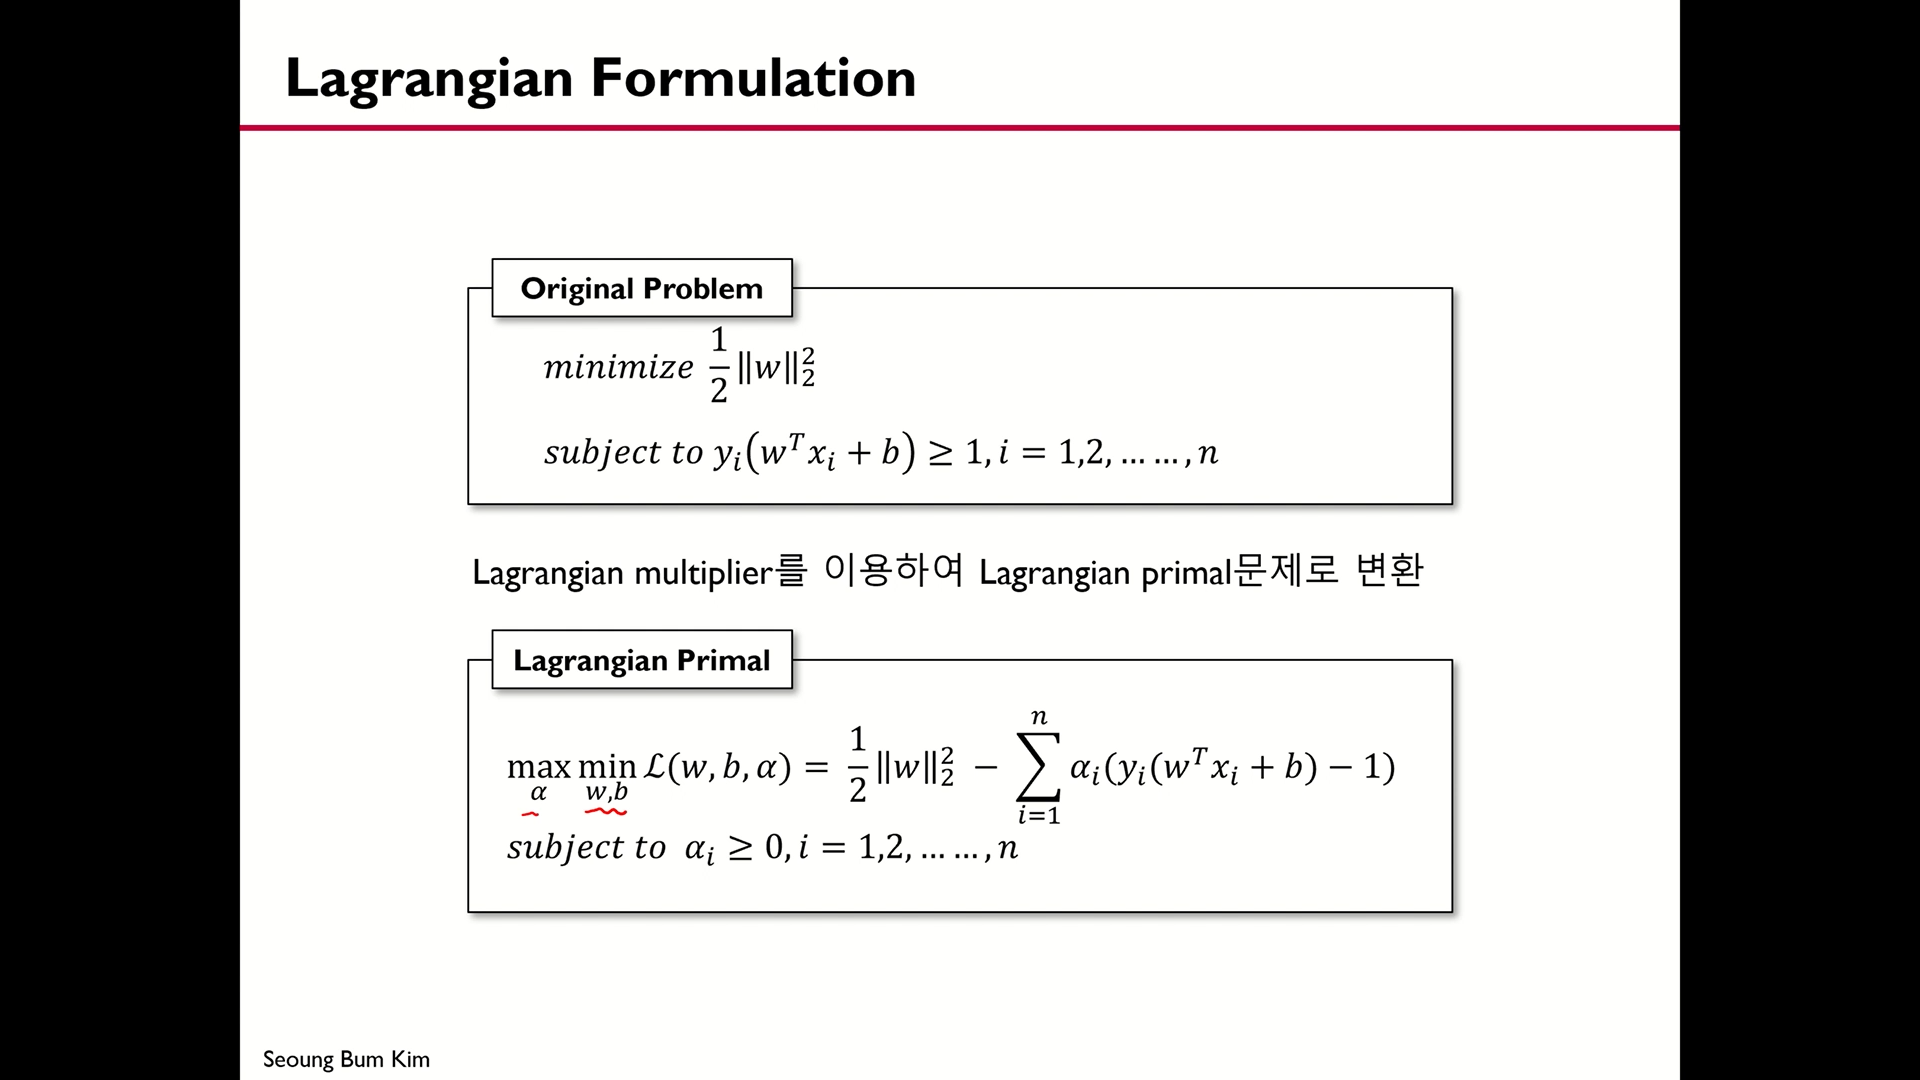 Lagrangian Formulation
Original Problem
minimize 1/2 ‖w‖₂²
subject to yᵢ(wᵀxᵢ + b) ≥ 1, i = 1,2, … … , n
Lagrangian multiplier를 이용하여 Lagrangian primal문제로 변환
Lagrangian Primal
max_α min_{w,b} ℒ(w, b, α) = 1/2 ‖w‖₂² − ∑_{i=1}^{n} αᵢ(yᵢ(wᵀxᵢ + b) − 1)
subject to αᵢ ≥ 0, i = 1,2, … … , n
Seoung Bum Kim